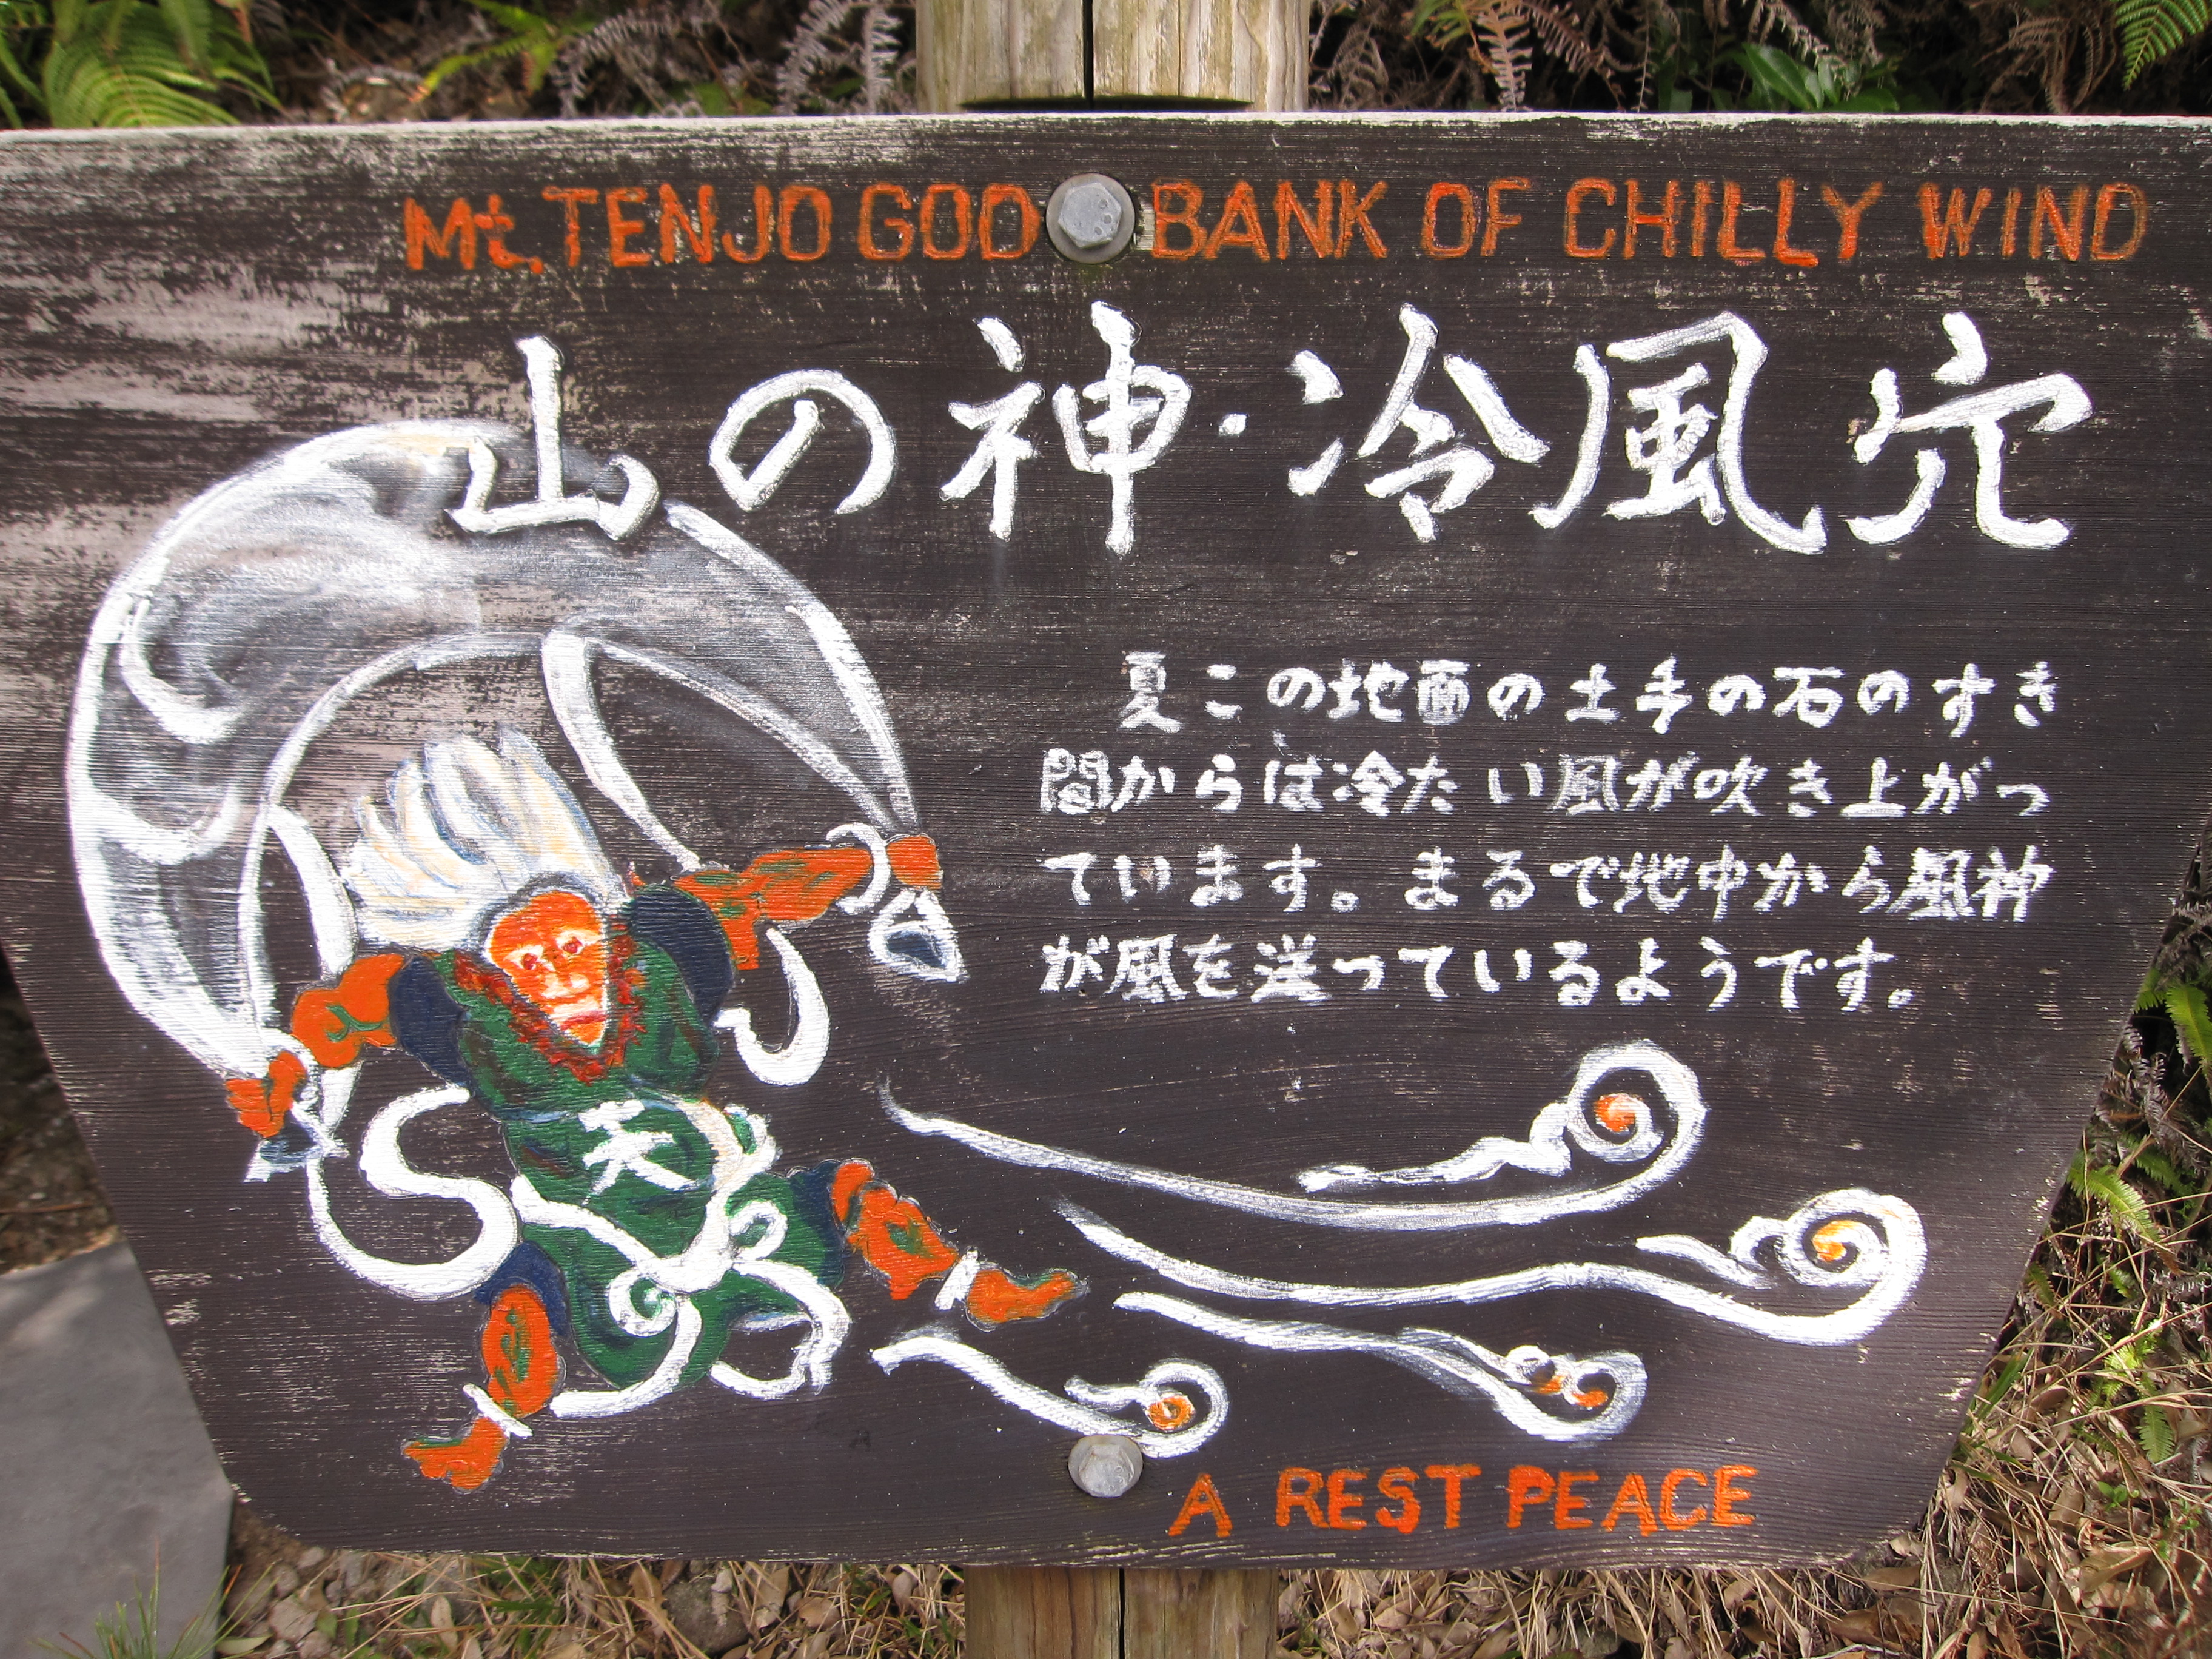 Mt. TENJO GOD BANK OF CHILLY WIND
山の神・冷風穴
夏この地面の土手の石のすき
間からは冷たい風が吹き上がっ
ています。まるで地中から風神
が風を送っているようです。
天
A REST PEACE